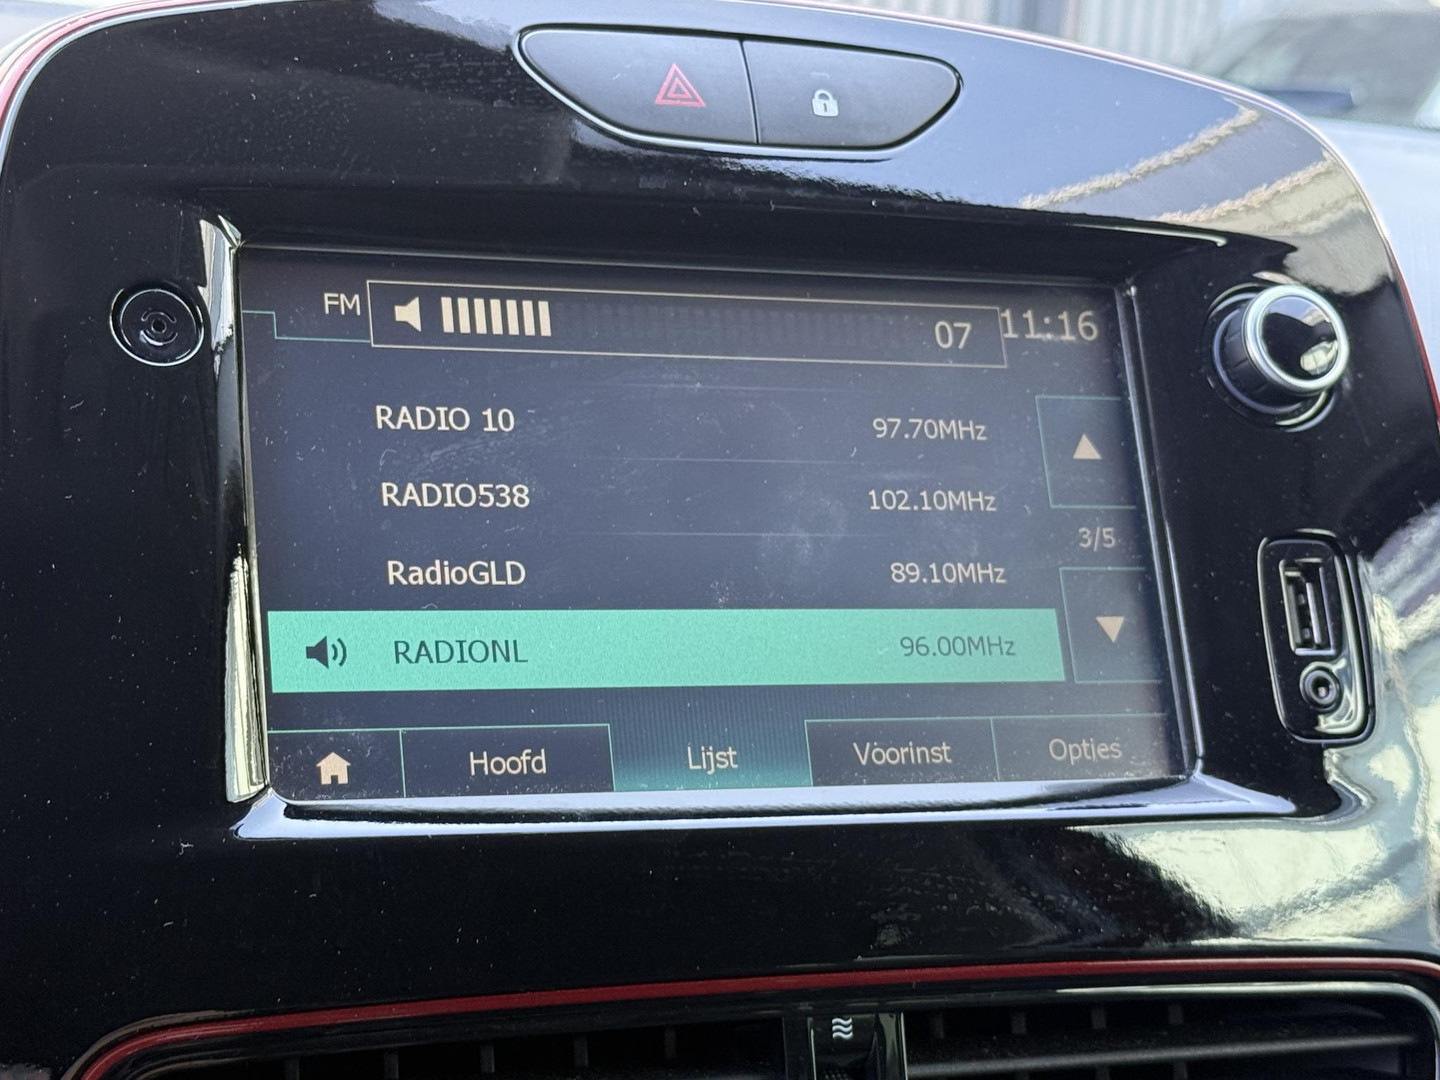 FM 07 11:16
RADIO 10 97.70MHz
RADIO538 102.10MHz
3/5
RadioGLD 89.10MHz
RADIONL 96.00MHz
Hoofd Lijst Voorinst Opties